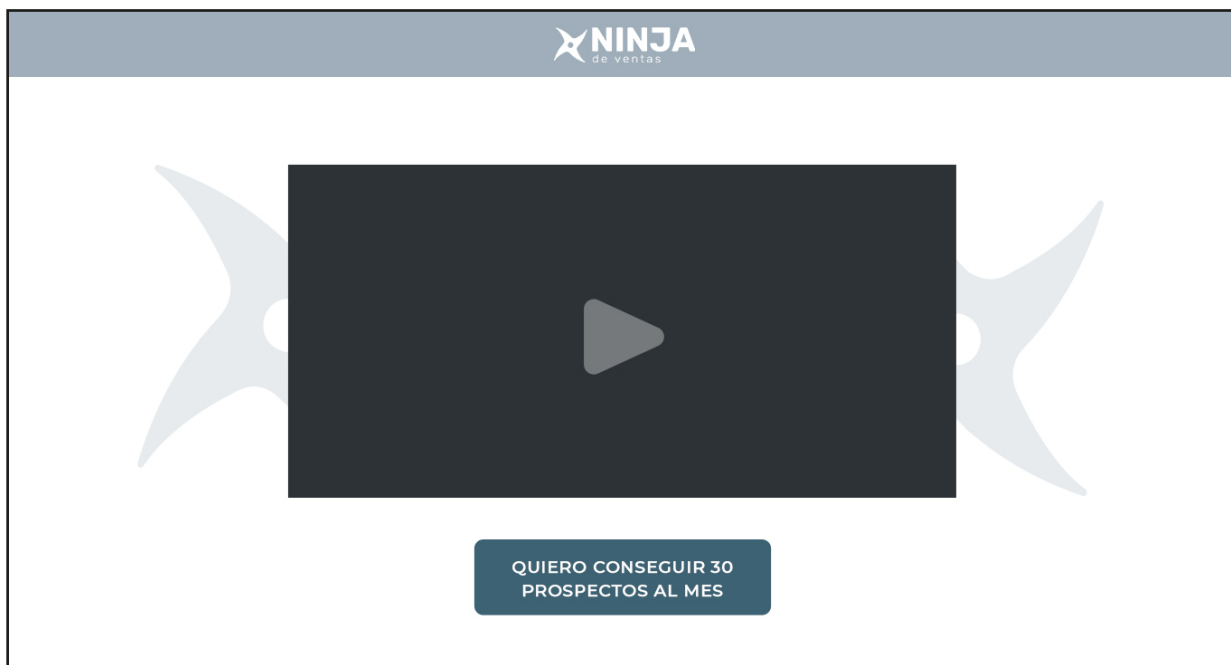 NINJA
de ventas
QUIERO CONSEGUIR 30
PROSPECTOS AL MES